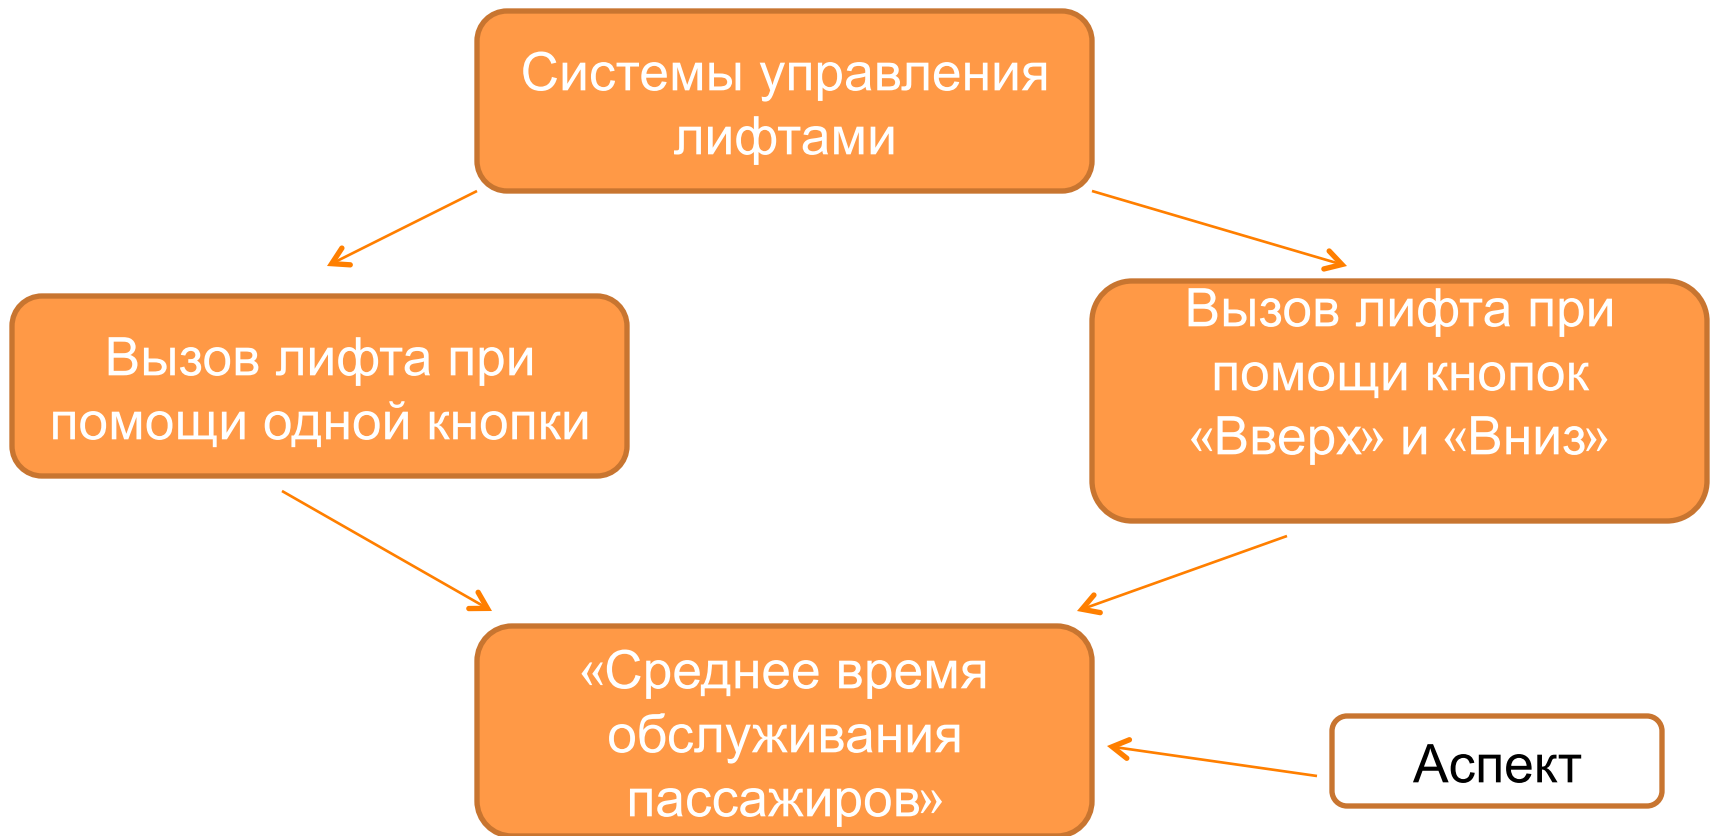 Системы управления
лифтами
Вызов лифта при
помощи одной кнопки
Вызов лифта при
помощи кнопок
«Вверх» и «Вниз»
«Среднее время
обслуживания
пассажиров»
Аспект